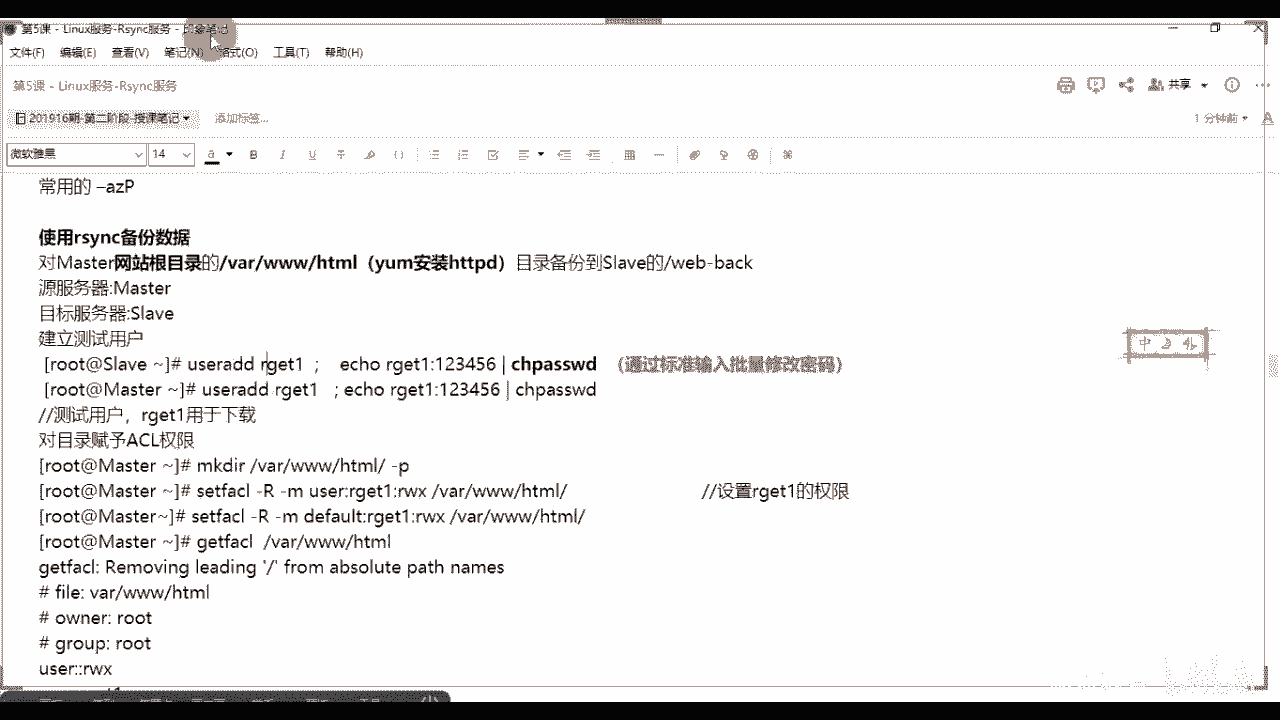 第5课 - Linux服务-Rsync服务 - 印象笔记
文件(F) 编辑(E) 查看(V) 笔记(N) 格式(O) 工具(T) 帮助(H)
第5课 - Linux服务-Rsync服务
共享
201916期-第二阶段-授课笔记 添加标签...
1 分钟前
微软雅黑 14
常用的 –azP
使用rsync备份数据
对Master网站根目录的/var/www/html（yum安装httpd）目录备份到Slave的/web-back
源服务器:Master
目标服务器:Slave
建立测试用户
[root@Slave ~]# useradd rget1 ; echo rget1:123456 | chpasswd （通过标准输入批量修改密码）
[root@Master ~]# useradd rget1 ; echo rget1:123456 | chpasswd
//测试用户，rget1用于下载
对目录赋予ACL权限
[root@Master ~]# mkdir /var/www/html/ -p
[root@Master ~]# setfacl -R -m user:rget1:rwx /var/www/html/ //设置rget1的权限
[root@Master~]# setfacl -R -m default:rget1:rwx /var/www/html/
[root@Master ~]# getfacl /var/www/html
getfacl: Removing leading '/' from absolute path names
# file: var/www/html
# owner: root
# group: root
user::rwx